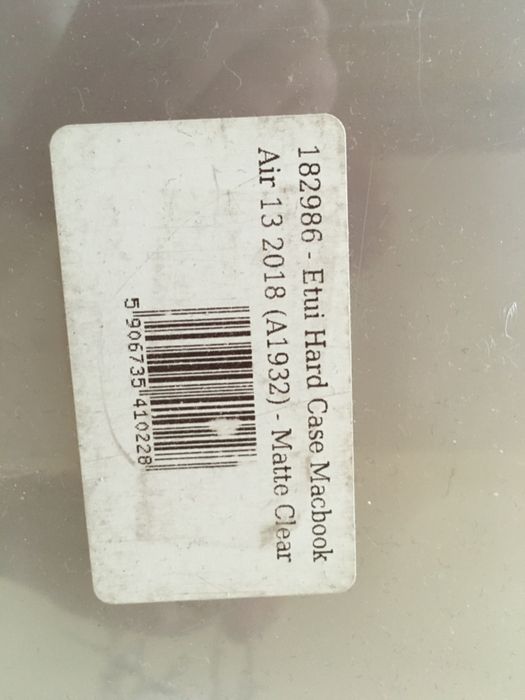 182986 - Etui Hard Case Macbook
Air 13 2018 (A1932) - Matte Clear
5 906735 410228